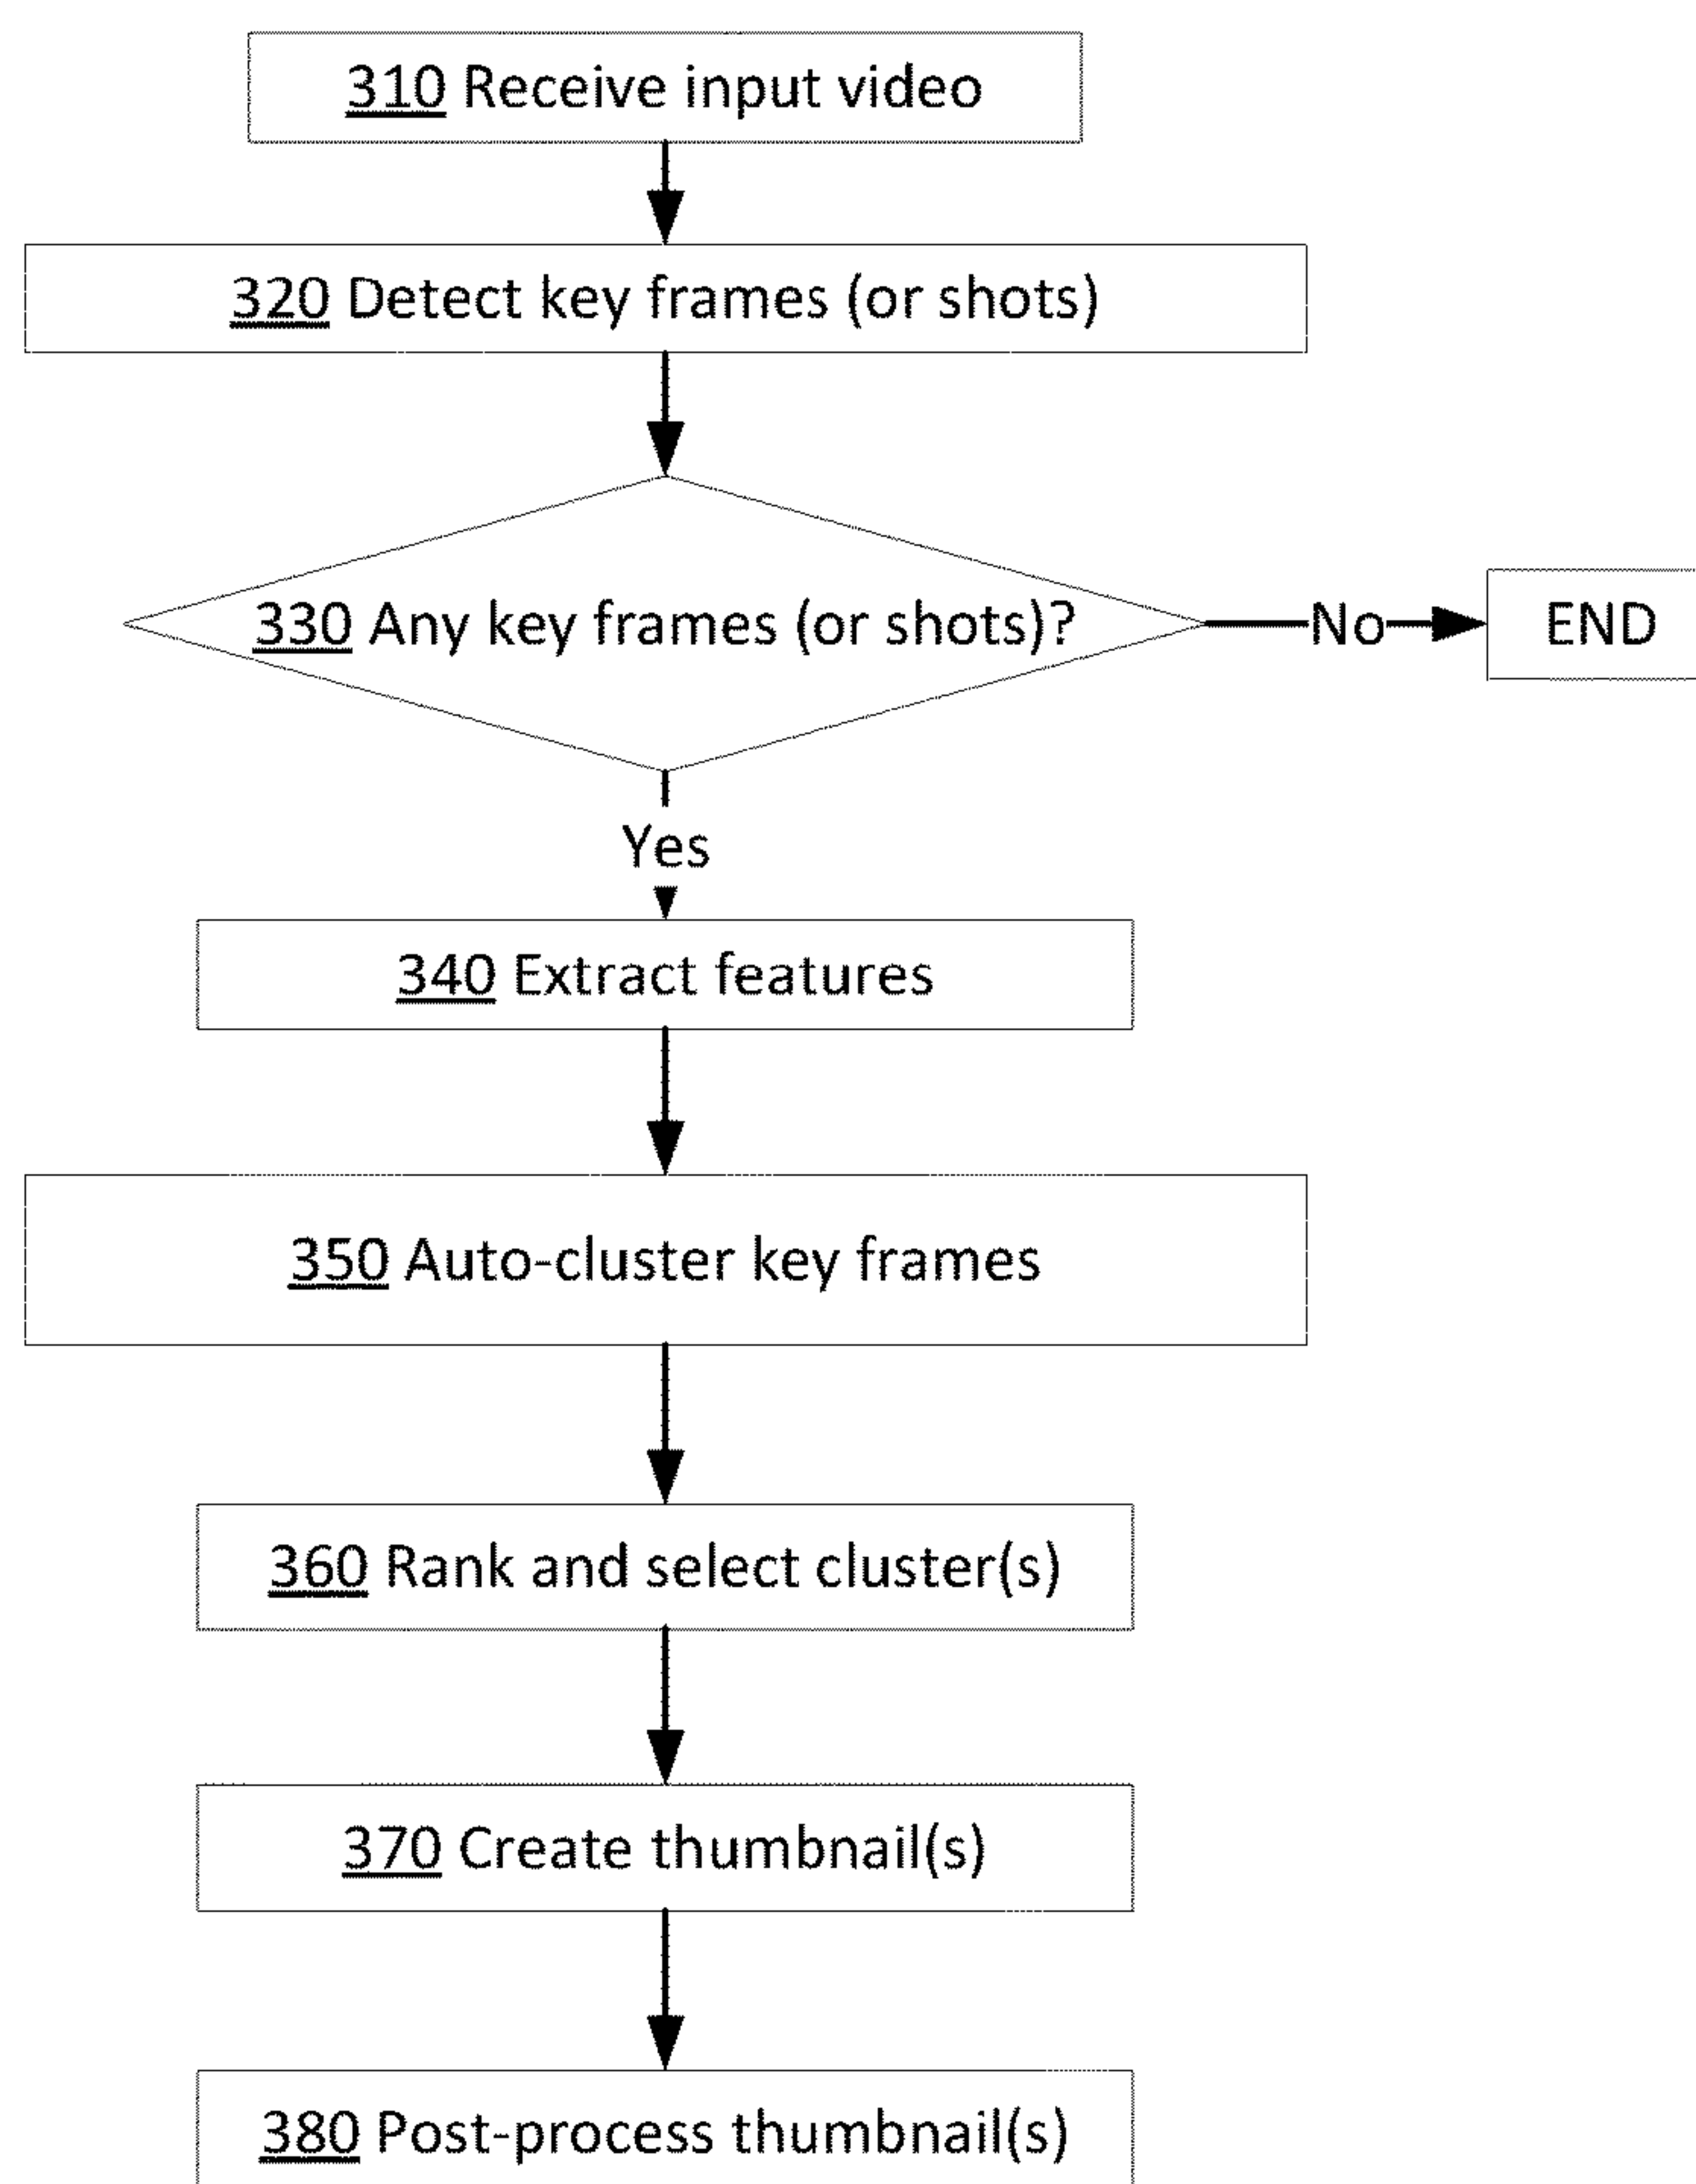 310 Receive input video
320 Detect key frames (or shots)
330 Any key frames (or shots)?
No
END
Yes
340 Extract features
350 Auto-cluster key frames
360 Rank and select cluster(s)
370 Create thumbnail(s)
380 Post-process thumbnail(s)